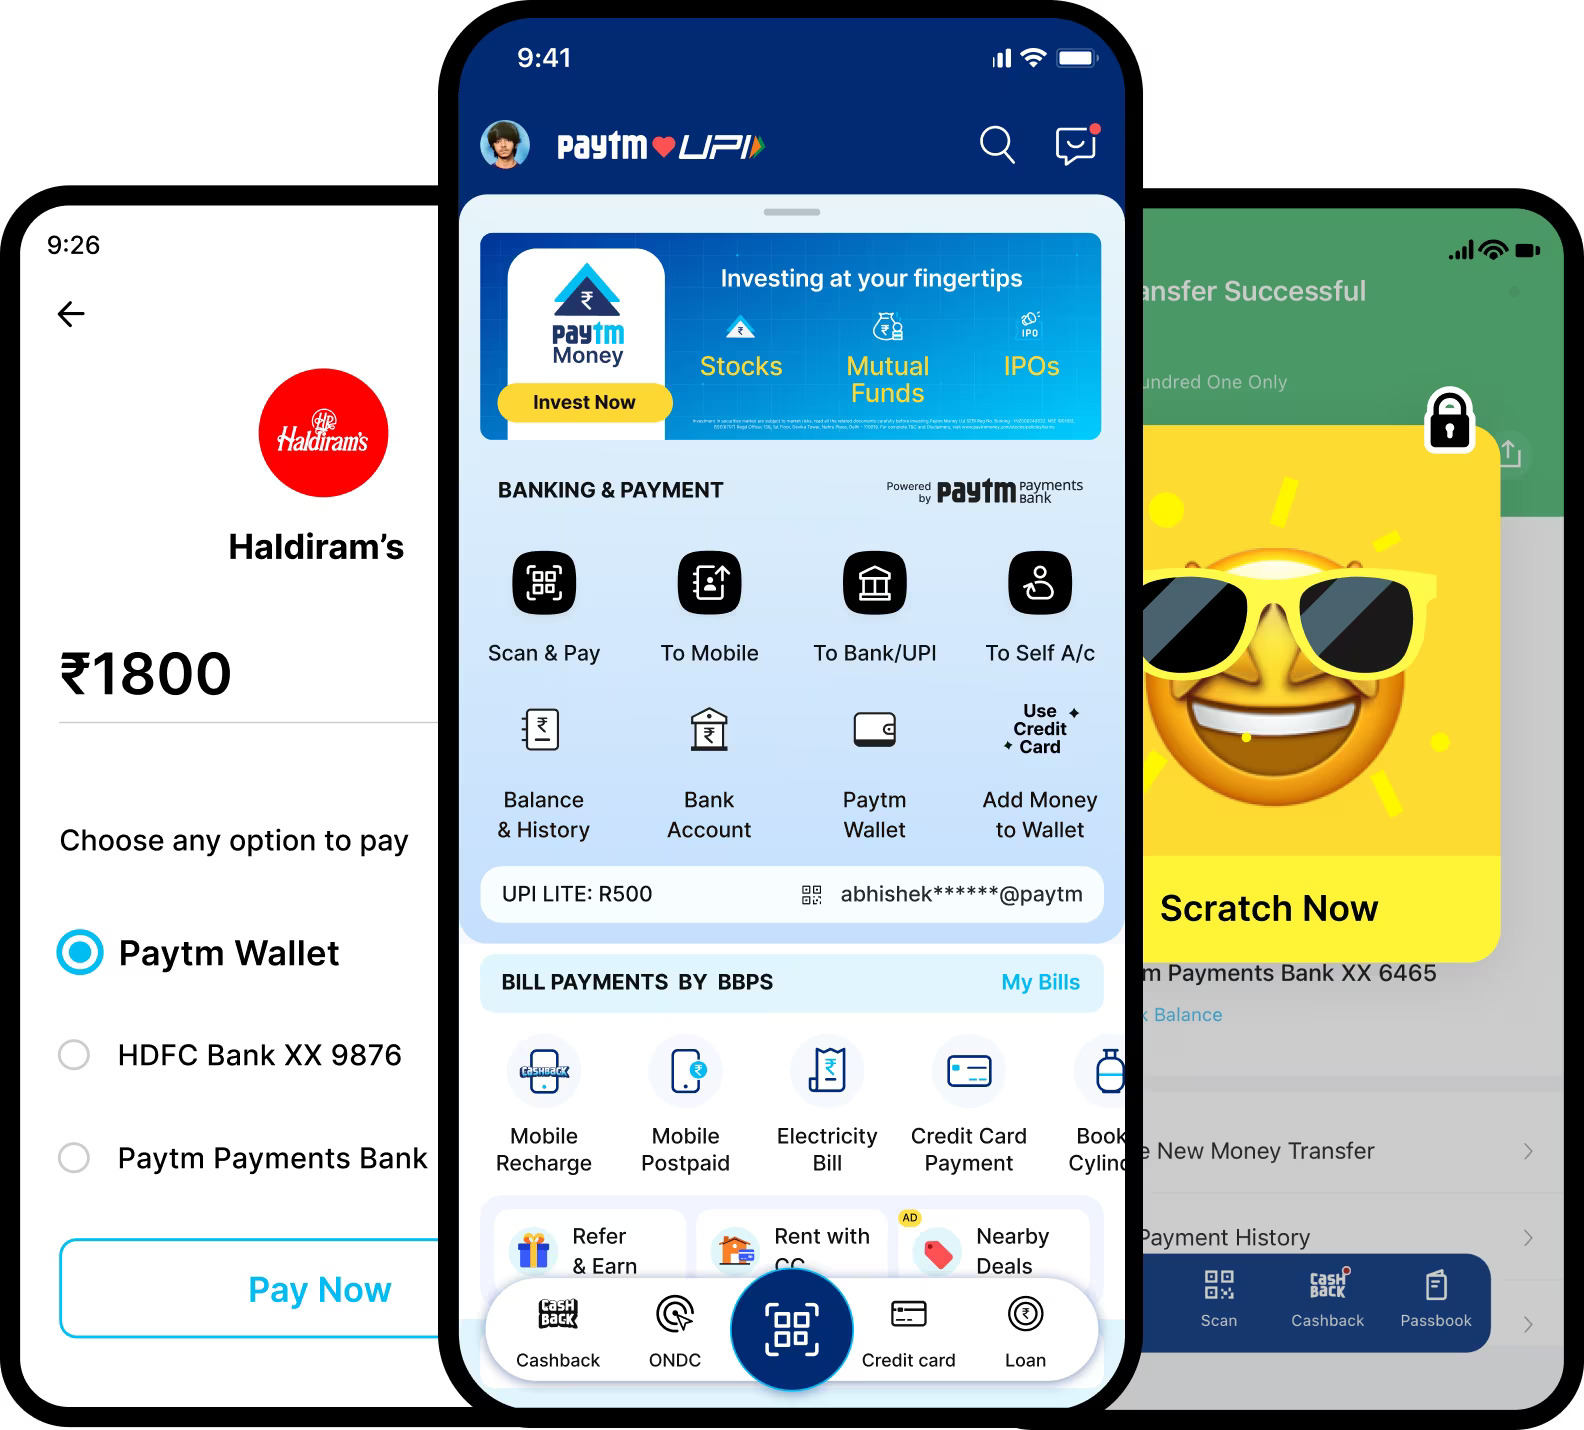 9:26
Haldiram's
Haldiram’s
₹1800
Choose any option to pay
Paytm Wallet
HDFC Bank XX 9876
Paytm Payments Bank
Pay Now
9:41
paytm UPI
₹
paytm
Money
Invest Now
Investing at your fingertips
₹
₹
IPO
Stocks
Mutual
Funds
IPOs
BANKING & PAYMENT
Powered
by
paytm Payments
Bank
Scan & Pay
To Mobile
To Bank/UPI
To Self A/c
₹
₹
Use
Credit
Card
Balance
& History
Bank
Account
Paytm
Wallet
Add Money
to Wallet
UPI LITE: R500
abhishek******@paytm
BILL PAYMENTS BY BBPS
My Bills
CASHBACK
₹
₹
Mobile
Recharge
Mobile
Postpaid
Electricity
Bill
Credit Card
Payment
Book
Cylin
Refer
& Earn
Rent with
CC
AD
Nearby
Deals
CASH
BACK
₹
Cashback
ONDC
Credit card
Loan
ansfer Successful
undred One Only
Scratch Now
m Payments Bank XX 6465
k Balance
e New Money Transfer
Payment History
CASH
BACK
Scan
Cashback
Passbook